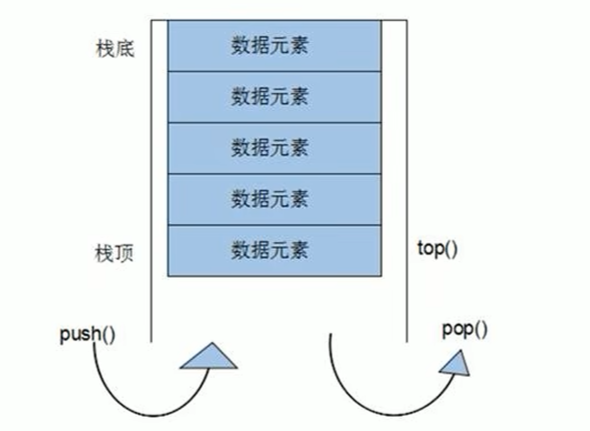 栈底
数据元素
数据元素
数据元素
数据元素
栈顶
数据元素
top()
push()
pop()